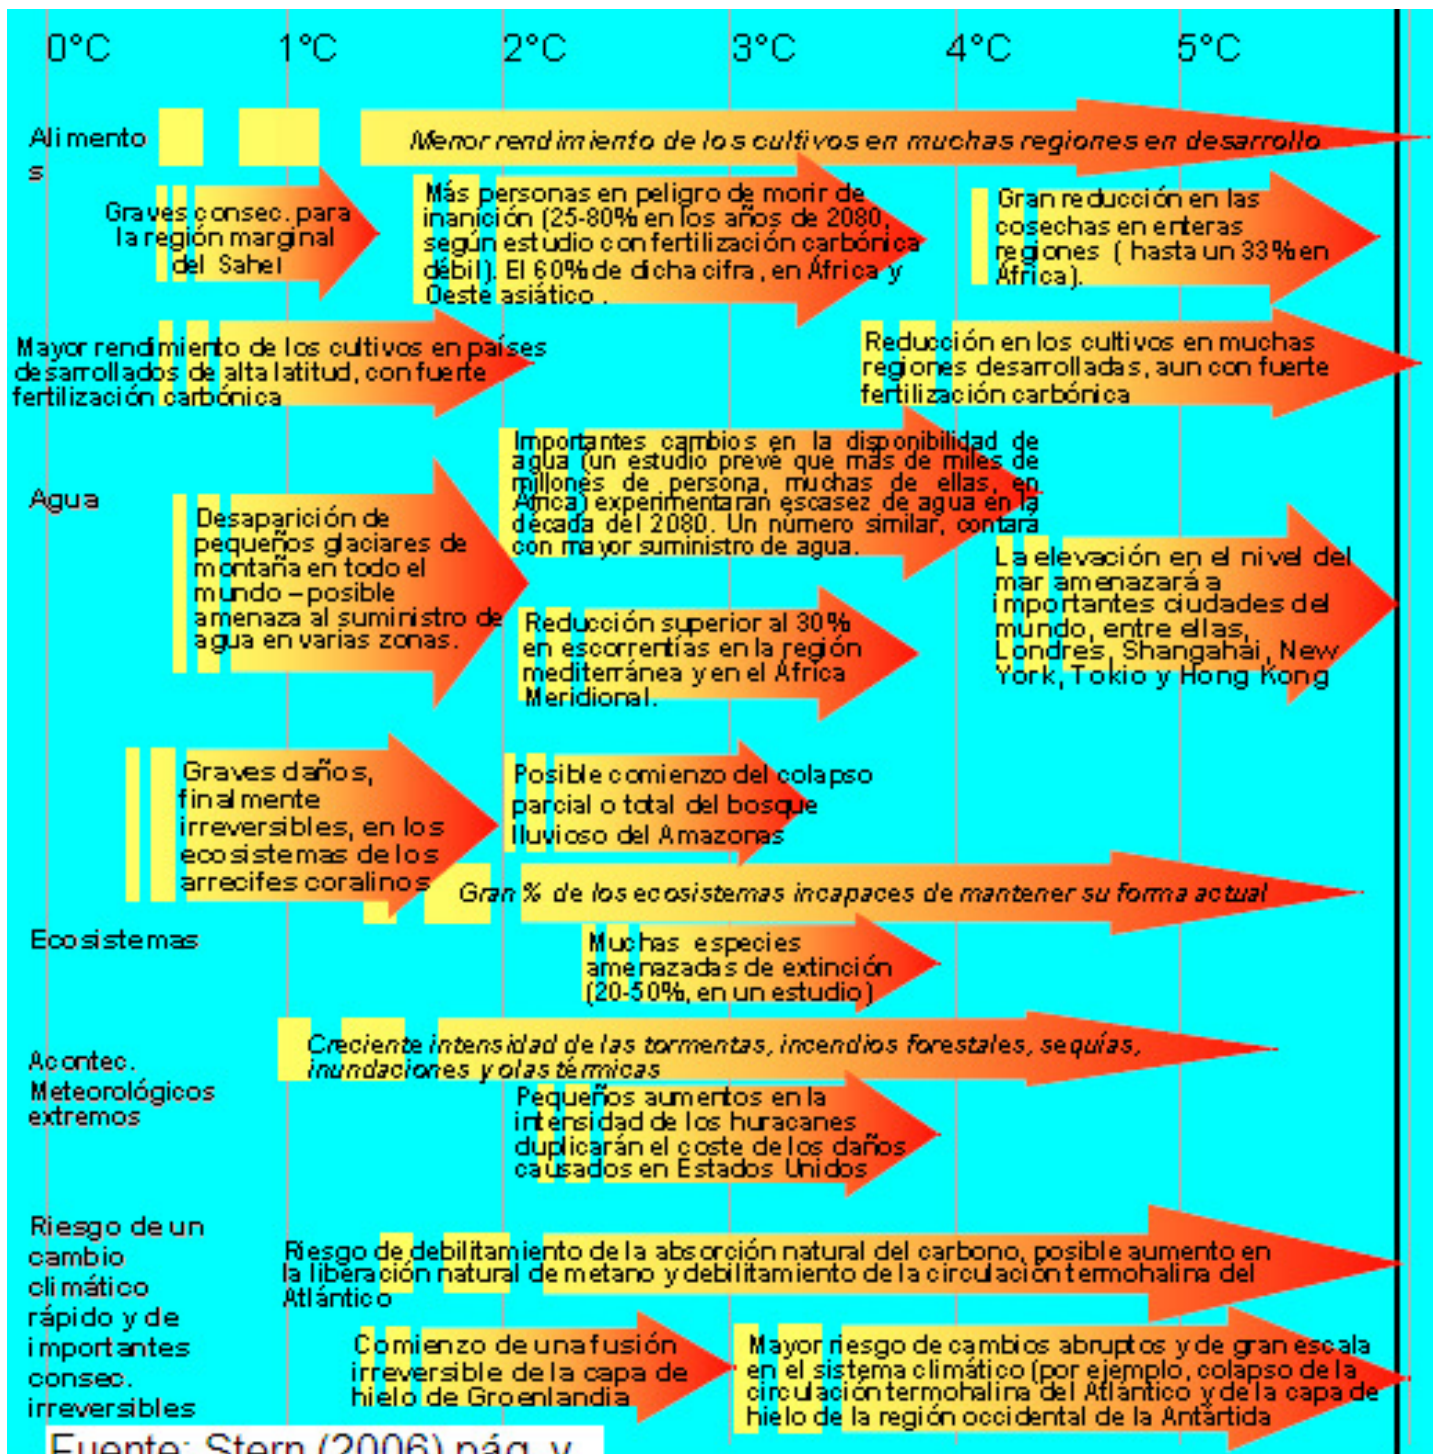 0°C 1°C 2°C 3°C 4°C 5°C
Alimento
s
Menor rendimiento de los cultivos en muchas regiones en desarrollo
Graves consec. para
la región marginal
del Sahel
Más personas en peligro de morir de
inanición (25-80% en los años de 2080,
según estudio con fertilización carbónica
débil). El 60% de dicha cifra, en África y
Oeste asiático .
Gran reducción en las
cosechas en enteras
regiones ( hasta un 33% en
África).
Mayor rendimiento de los cultivos en países
desarrollados de alta latitud, con fuerte
fertilización carbónica
Reducción en los cultivos en muchas
regiones desarrolladas, aun con fuerte
fertilización carbónica
Agua
Desaparición de
pequeños glaciares de
montaña en todo el
mundo – posible
amenaza al suministro de
agua en varias zonas.
Importantes cambios en la disponibilidad de
agua (un estudio prevé que más de miles de
millones de persona, muchas de ellas, en
África) experimentarán escasez de agua en la
década del 2080. Un número similar, contará
con mayor suministro de agua.
Reducción superior al 30%
en escorrentías en la región
mediterránea y en el África
Meridional.
La elevación en el nivel del
mar amenazará a
importantes ciudades del
mundo, entre ellas,
Londres, Shangahái, New
York, Tokio y Hong Kong
Graves daños,
finalmente
irreversibles, en los
ecosistemas de los
arrecifes coralinos
Posible comienzo del colapso
parcial o total del bosque
lluvioso del Amazonas
Gran % de los ecosistemas incapaces de mantener su forma actual
Ecosistemas
Muchas especies
amenazadas de extinción
(20-50%, en un estudio)
Acontec.
Meteorológicos
extremos
Creciente intensidad de las tormentas, incendios forestales, sequías,
inundaciones y olas térmicas
Pequeños aumentos en la
intensidad de los huracanes
duplicarán el coste de los daños
causados en Estados Unidos
Riesgo de un
cambio
climático
rápido y de
importantes
consec.
irreversibles
Riesgo de debilitamiento de la absorción natural del carbono, posible aumento en
la liberación natural de metano y debilitamiento de la circulación termohalina del
Atlántico
Comienzo de una fusión
irreversible de la capa de
hielo de Groenlandia
Mayor riesgo de cambios abruptos y de gran escala
en el sistema climático (por ejemplo, colapso de la
circulación termohalina del Atlántico y de la capa de
hielo de la región occidental de la Antártida
Fuente: Stern (2006) pág. v